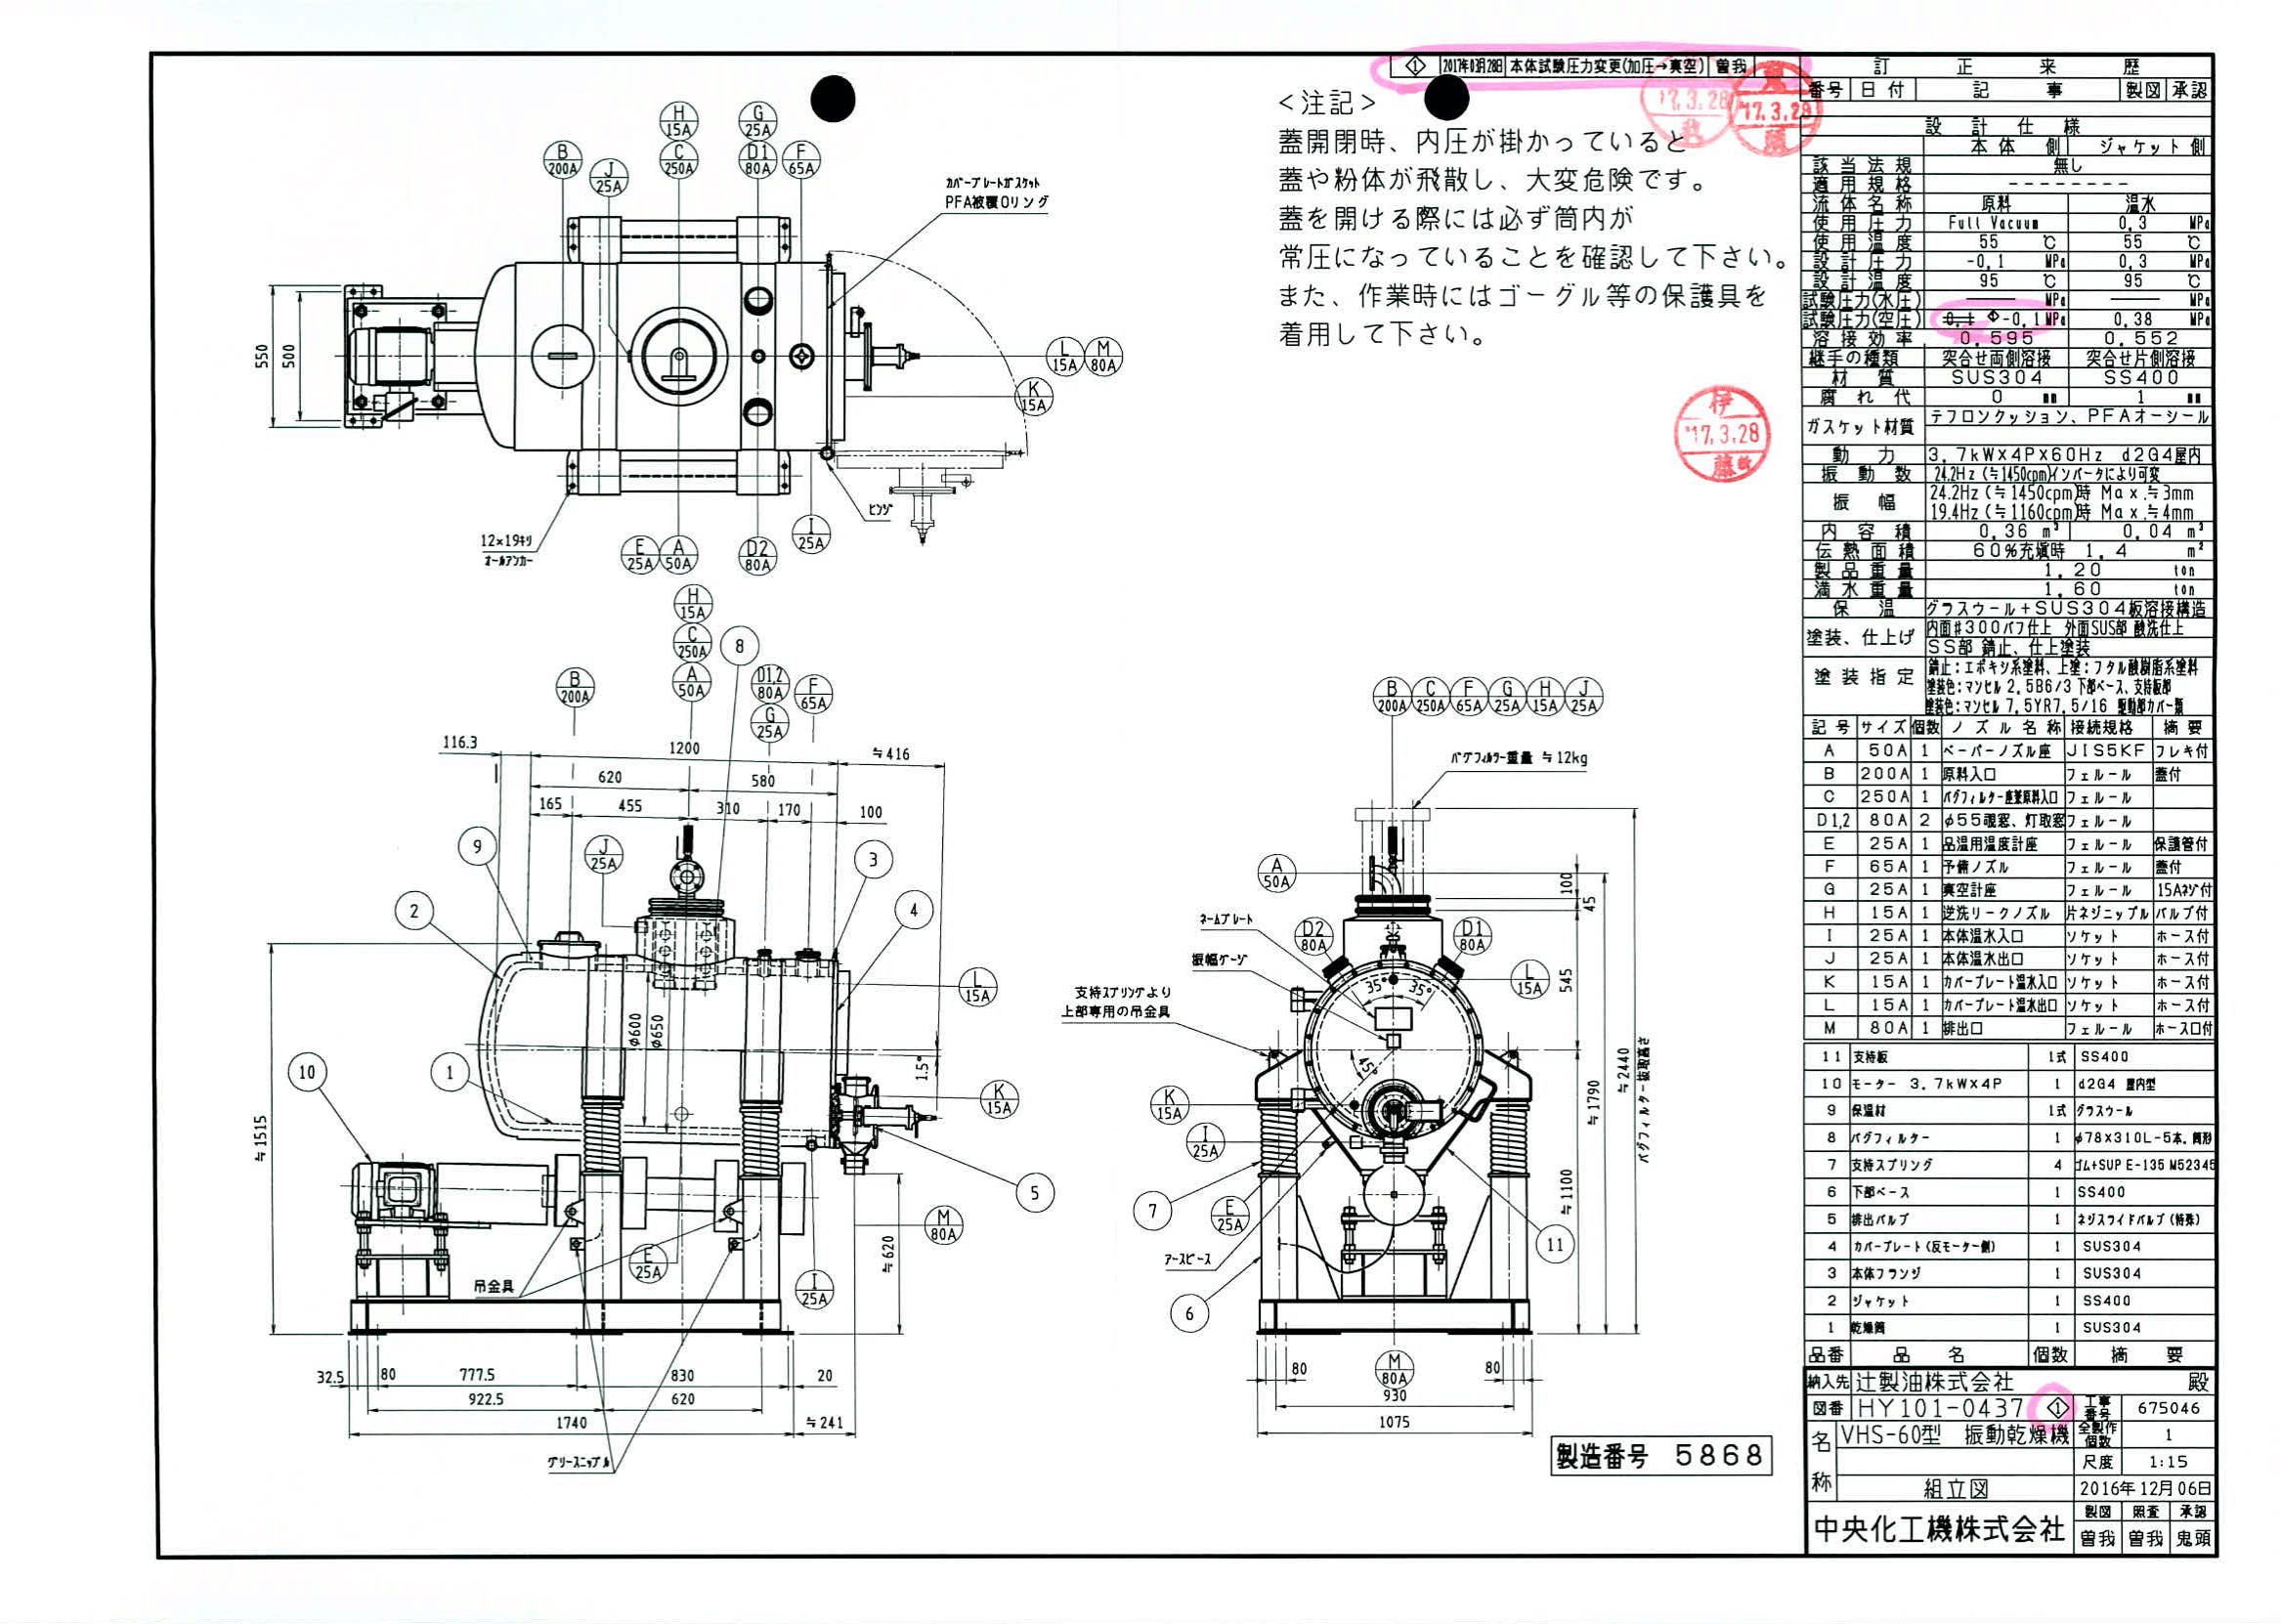 ◇1 2017年03月28日 本体試験圧力変更(加圧→真空) 曽我
訂正来歴
番号 日付 記事 製図 承認
'17.3.28
'17.3.28
<注記>
蓋開閉時、内圧が掛かっていると
蓋や粉体が飛散し、大変危険です。
蓋を開ける際には必ず筒内が
常圧になっていることを確認して下さい。
また、作業時にはゴーグル等の保護具を
着用して下さい。
伊藤
'17.3.28
設計仕様
本体側 ジャケット側
該当法規 無し
適用規格 --------
流体名称 原料 温水
使用圧力 Full Vacuum 0.3 MPa
使用温度 55 ℃ 55 ℃
設計圧力 -0.1 MPa 0.3 MPa
設計温度 95 ℃ 95 ℃
試験圧力(水圧) —— MPa —— MPa
試験圧力(空圧) 0.1 -0.1 MPa 0.38 MPa
溶接効率 0.595 0.552
継手の種類 突合せ両側溶接 突合せ片側溶接
材質 SUS304 SS400
腐れ代 0 mm 1 mm
ガスケット材質 テフロンクッション、PFAオーシール
動力 3.7kW×4P×60Hz d2G4屋内
振動数 24.2Hz(≒1450cpm)インバータにより可変
振幅 24.2Hz(≒1450cpm)時 Max.≒3mm
19.4Hz(≒1160cpm)時 Max.≒4mm
内容積 0.36 m³ 0.04 m³
伝熱面積 60%充填時 1.4 m²
製品重量 1.20 ton
満水重量 1.60 ton
保温 グラスウール+SUS304板溶接構造
塗装、仕上げ 内面#300バフ仕上 外面SUS部 酸洗仕上
SS部 錆止、仕上塗装
塗装指定 錆止:エポキシ系塗料、上塗:フタル酸樹脂系塗料
塗装色:マンセル 2.5B6/3 下部ベース、支持板部
塗装色:マンセル 7.5YR7.5/16 駆動部カバー類
記号 サイズ 個数 ノズル名称 接続規格 摘要
A 50A 1 ベーパーノズル座 JIS5KF フレキ付
B 200A 1 原料入口 フェルール 蓋付
C 250A 1 バグフィルター座兼原料入口 フェルール
D1,2 80A 2 φ55覗窓、灯取窓 フェルール
E 25A 1 品温用温度計座 フェルール 保護管付
F 65A 1 予備ノズル フェルール 蓋付
G 25A 1 真空計座 フェルール 15Aネジ付
H 15A 1 逆洗リークノズル 片ネジニップル バルブ付
I 25A 1 本体温水入口 ソケット ホース付
J 25A 1 本体温水出口 ソケット ホース付
K 15A 1 カバープレート温水入口 ソケット ホース付
L 15A 1 カバープレート温水出口 ソケット ホース付
M 80A 1 排出口 フェルール ホース口付
11 支持板 1式 SS400
10 モーター 3.7kW×4P 1 d2G4 屋内型
9 保温材 1式 グラスウール
8 バグフィルター 1 φ78×310L-5本, 筒形
7 支持スプリング 4 ゴム+SUP E-135 M52345
6 下部ベース 1 SS400
5 排出バルブ 1 ネジスライドバルブ(特殊)
4 カバープレート(反モーター側) 1 SUS304
3 本体フランジ 1 SUS304
2 ジャケット 1 SS400
1 乾燥筒 1 SUS304
品番 品名 個数 摘要
納入先 辻製油株式会社 殿
図番 HY101-0437 ◇1 工事番号 675046
名称 VHS-60型 振動乾燥機 全製作個数 1
尺度 1:15
組立図 2016年12月06日
中央化工機株式会社 製図 照査 承認
曽我 曽我 鬼頭
製造番号 5868
H 15A
G 25A
B 200A
J 25A
C 250A
D1 80A
F 65A
カバープレートガスケット
PFA被覆Oリング
550
500
L 15A
M 80A
K 15A
ヒンジ
12×19キリ
オールアンカー
E 25A
A 50A
D2 80A
I 25A
H 15A
C 250A
8
B 200A
A 50A
D1,2 80A
F 65A
G 25A
116.3
1200
≒416
620
580
165
455
310
170
100
9
J 25A
3
2
4
L 15A
φ600
φ650
1.5°
10
1
K 15A
≒1515
5
M 80A
≒620
E 25A
I 25A
吊金具
32.5
80
777.5
830
20
922.5
620
1740
≒241
グリースニップル
B 200A
C 250A
F 65A
G 25A
H 15A
J 25A
バグフィルター重量 ≒12kg
A 50A
100
45
ネームプレート
D2 80A
D1 80A
振幅ゲージ
L 15A
35°
35°
545
支持スプリングより
上部専用の吊金具
45°
≒2440
バグフィルター抜取高さ
≒1790
K 15A
I 25A
≒1100
7
E 25A
11
アースピース
6
80
M 80A
80
930
1075